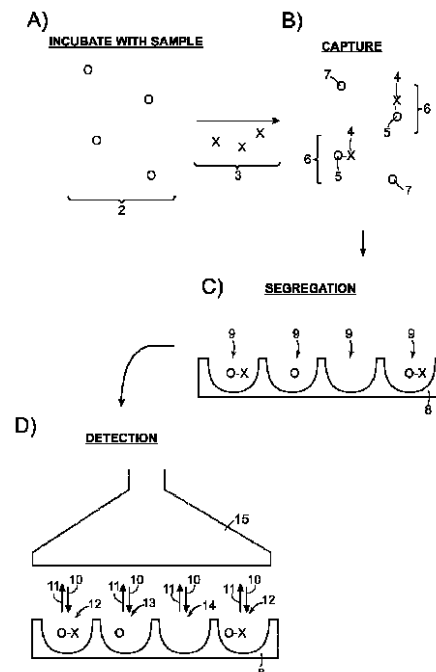 A)
INCUBATE WITH SAMPLE
O O O O
X X X
2
3
B)
CAPTURE
7 O
4
X
5 O
6
4
6 O-X
5
O
7
C)
SEGREGATION
9 9 9 9
O-X O O-X
8
D)
DETECTION
15
11 10 11 10 11 10 11 10
12 13 14 12
O-X O O-X
8